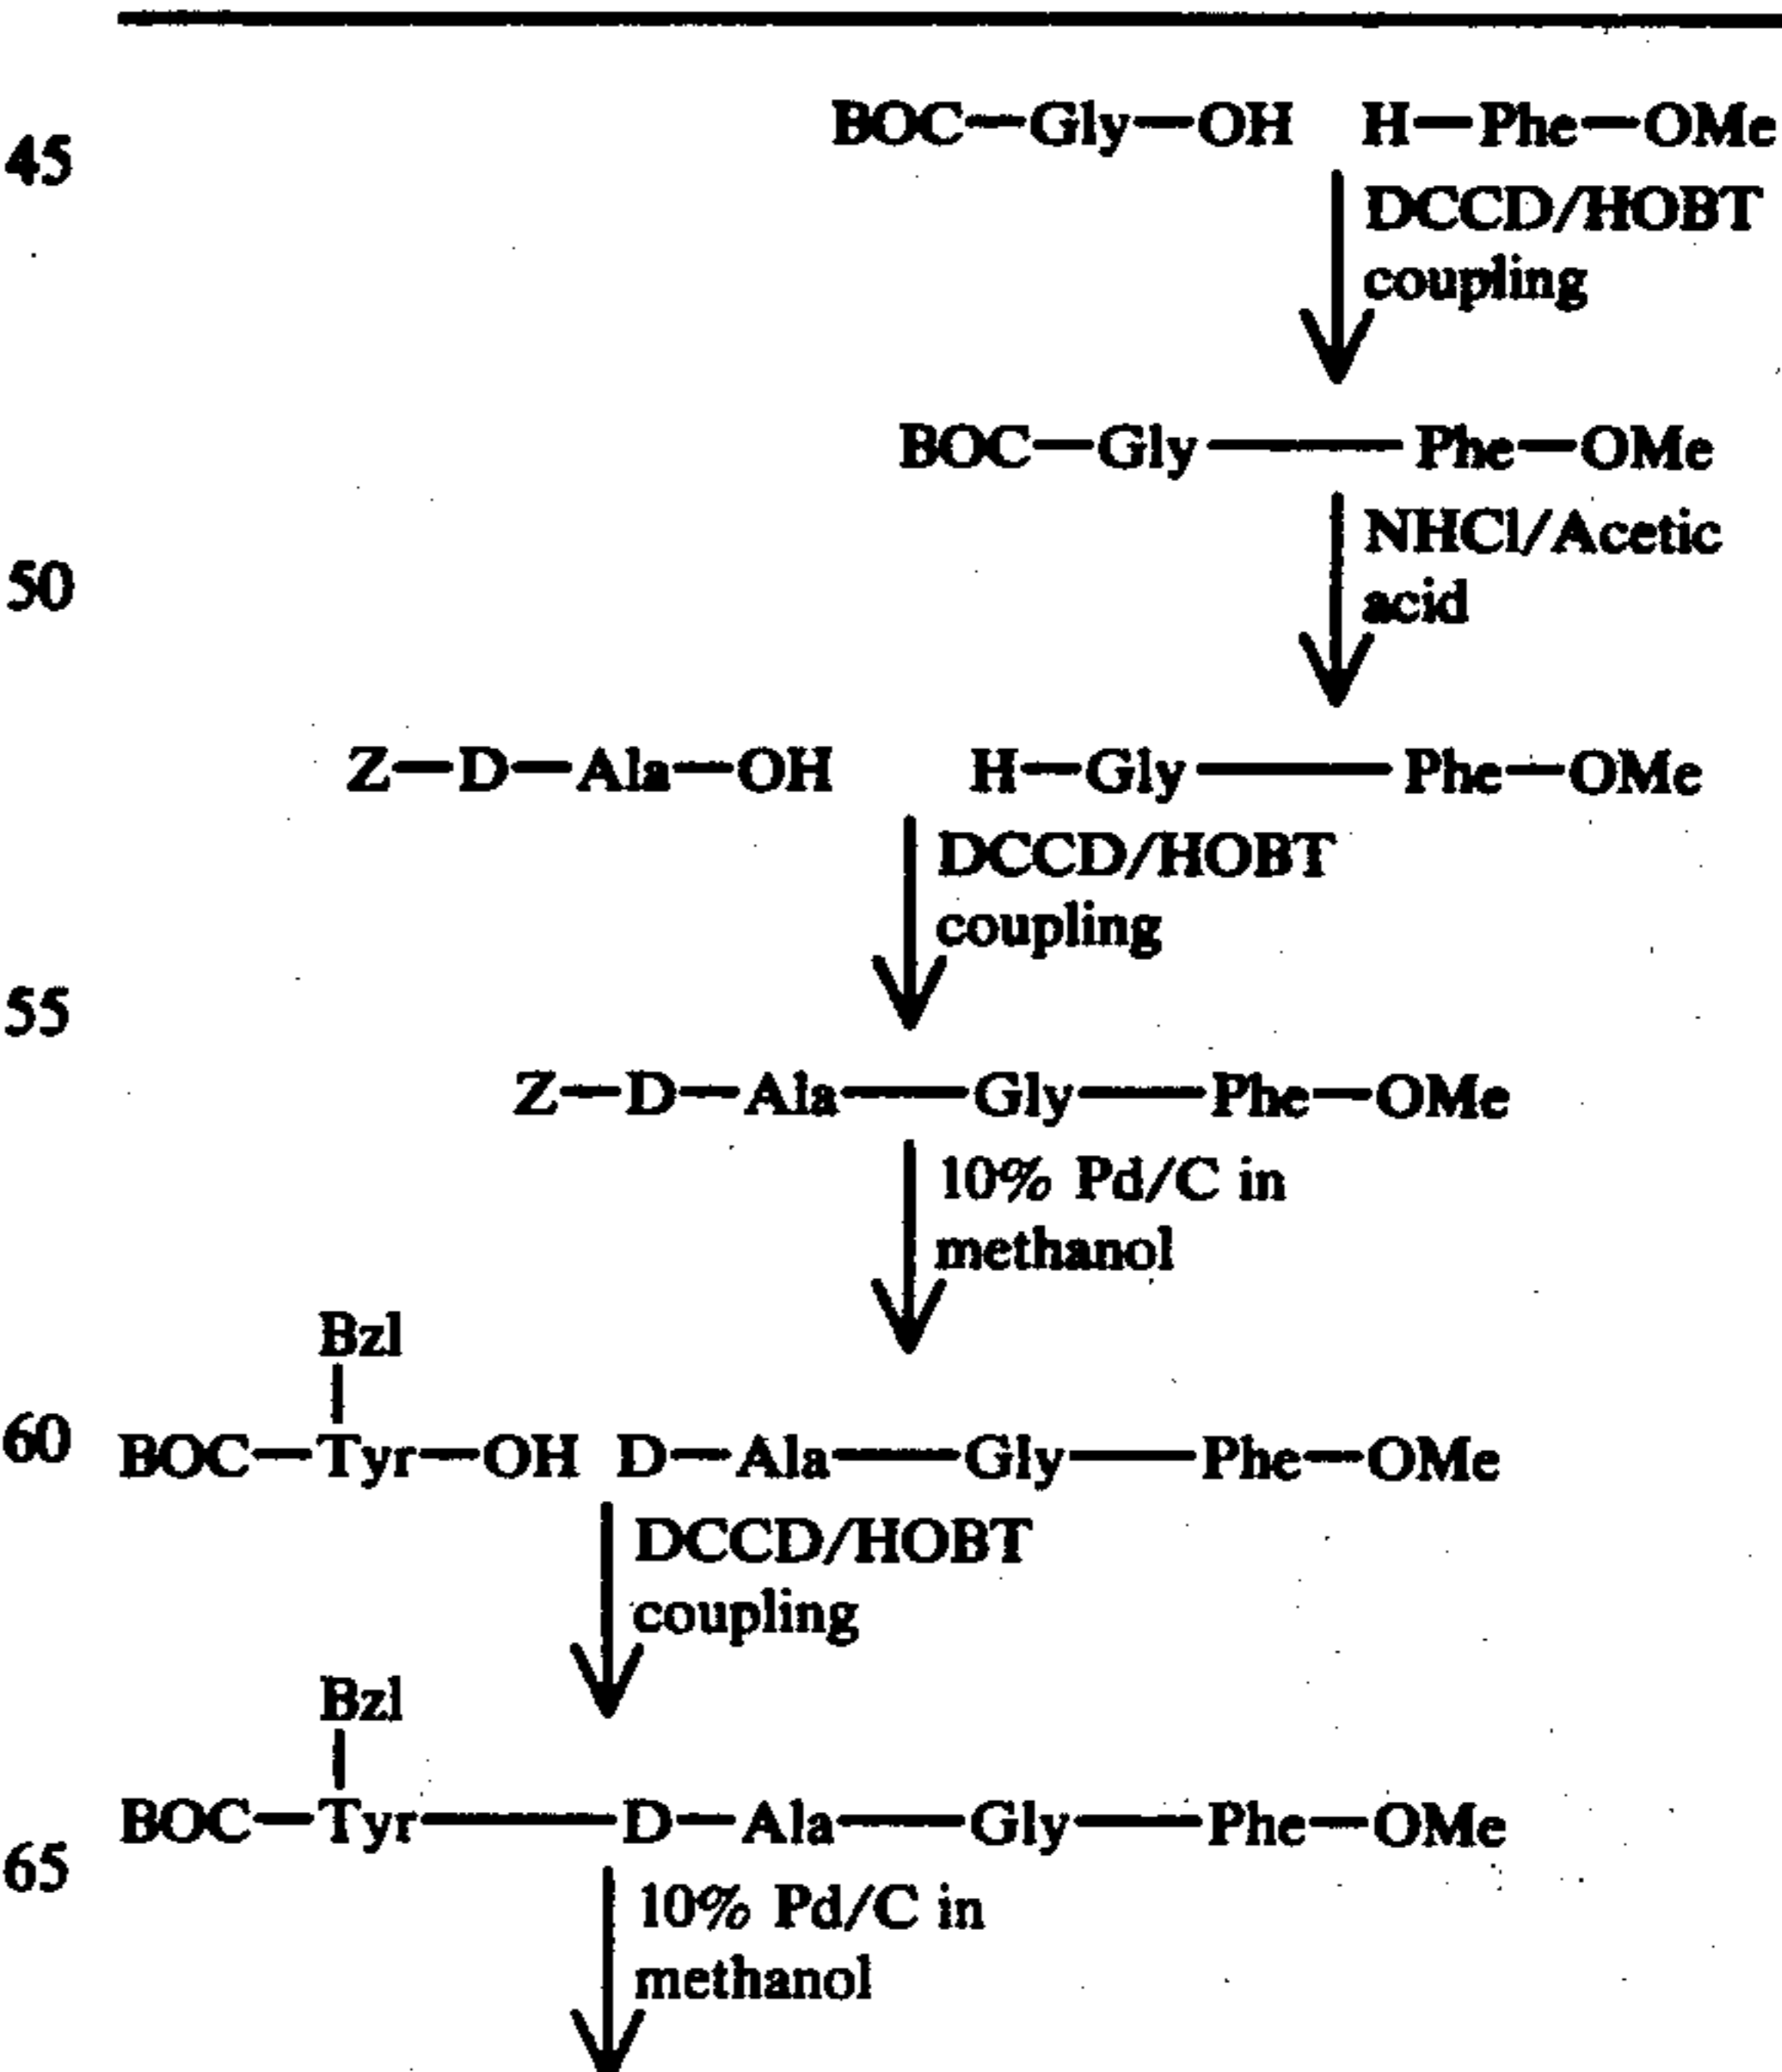 45 BOC—Gly—OH H—Phe—OMe
DCCD/HOBT
coupling
BOC—Gly—Phe—OMe
50 NHCl/Acetic
acid
Z—D—Ala—OH H—Gly—Phe—OMe
DCCD/HOBT
coupling
55
Z—D—Ala—Gly—Phe—OMe
10% Pd/C in
methanol
Bzl
60 BOC—Tyr—OH D—Ala—Gly—Phe—OMe
DCCD/HOBT
coupling
Bzl
BOC—Tyr—D—Ala—Gly—Phe—OMe
65
10% Pd/C in
methanol